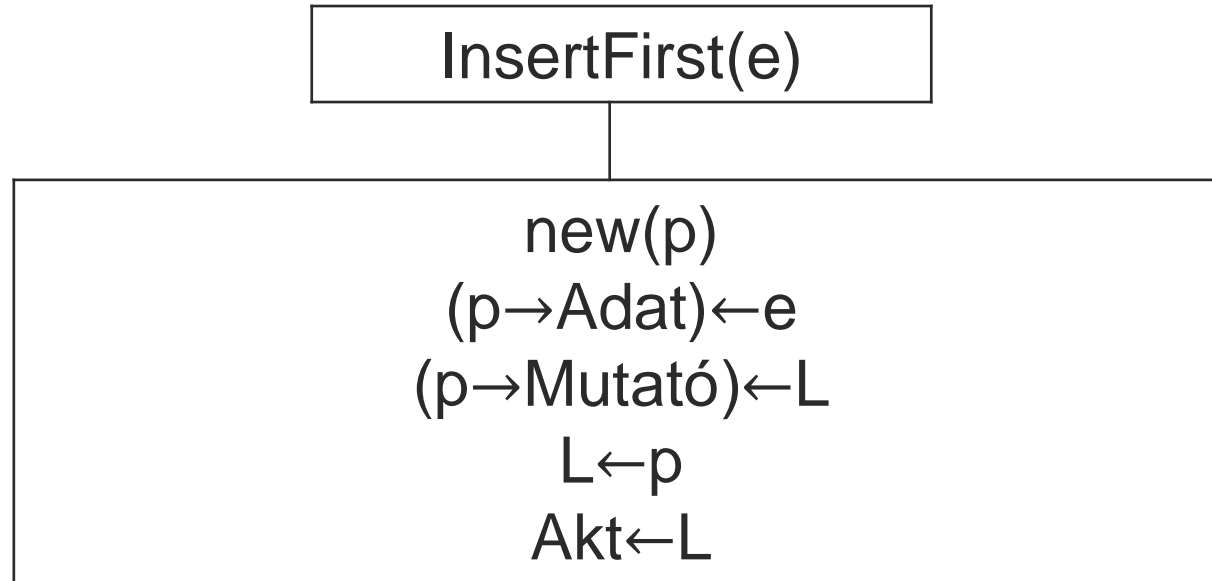 InsertFirst(e)
new(p)
(p→Adat)←e
(p→Mutató)←L
L←p
Akt←L